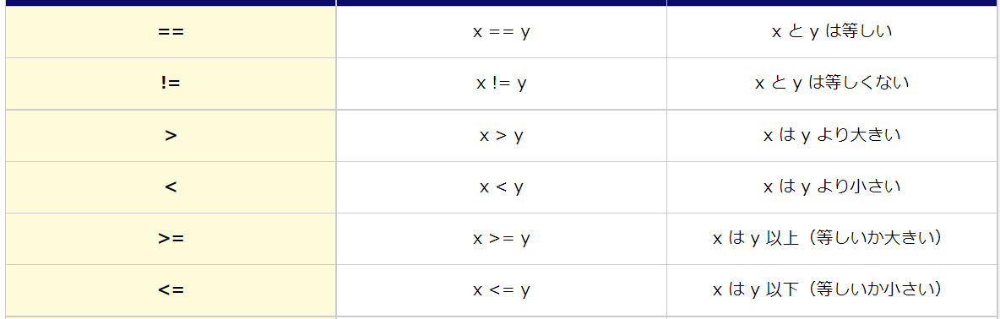 == x == y x と y は等しい
!= x != y x と y は等しくない
> x > y x は y より大きい
< x < y x は y より小さい
>= x >= y x は y 以上（等しいか大きい）
<= x <= y x は y 以下（等しいか小さい）